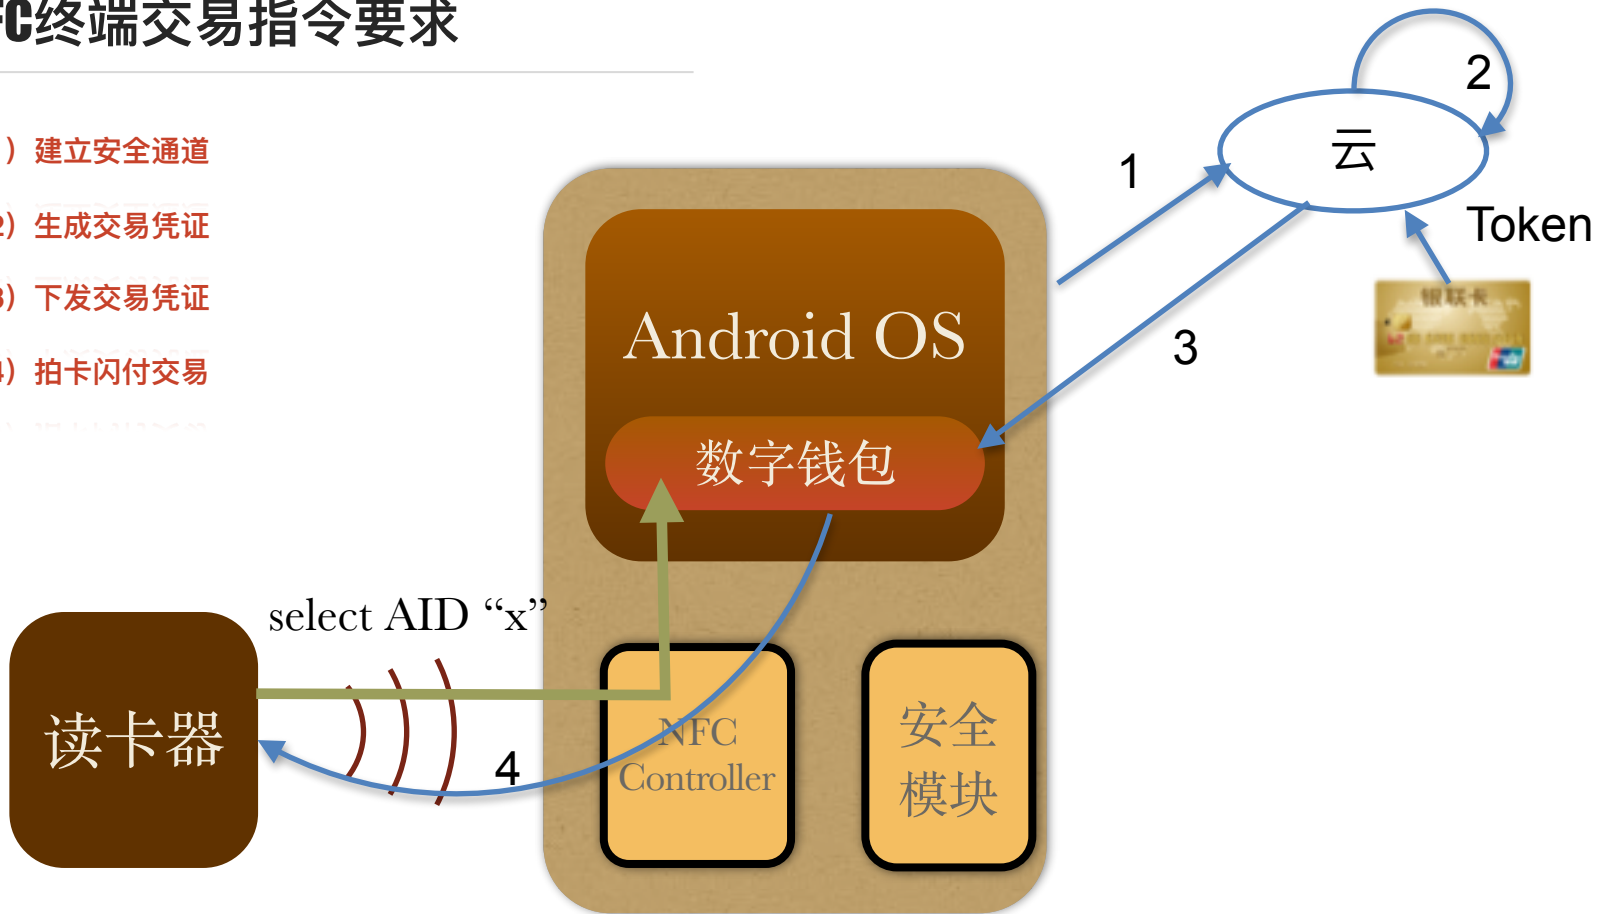 FC终端交易指令要求
）建立安全通道
2）生成交易凭证
3）下发交易凭证
4）拍卡闪付交易
1
2
云
Token
银联卡
3
Android OS
数字钱包
select AID “x”
读卡器
4
NFC
Controller
安全
模块